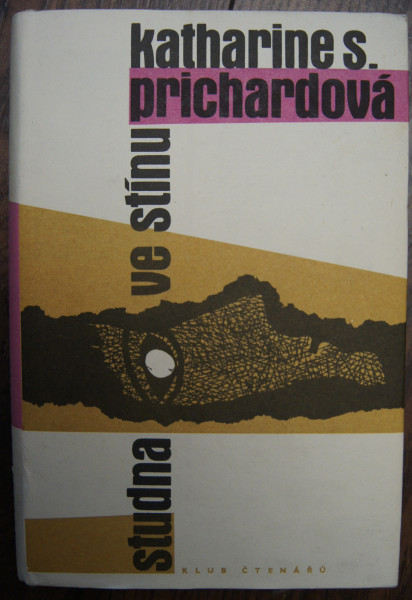 katharine s.
prichardová
studna ve stínu
KLUB ČTENÁŘŮ